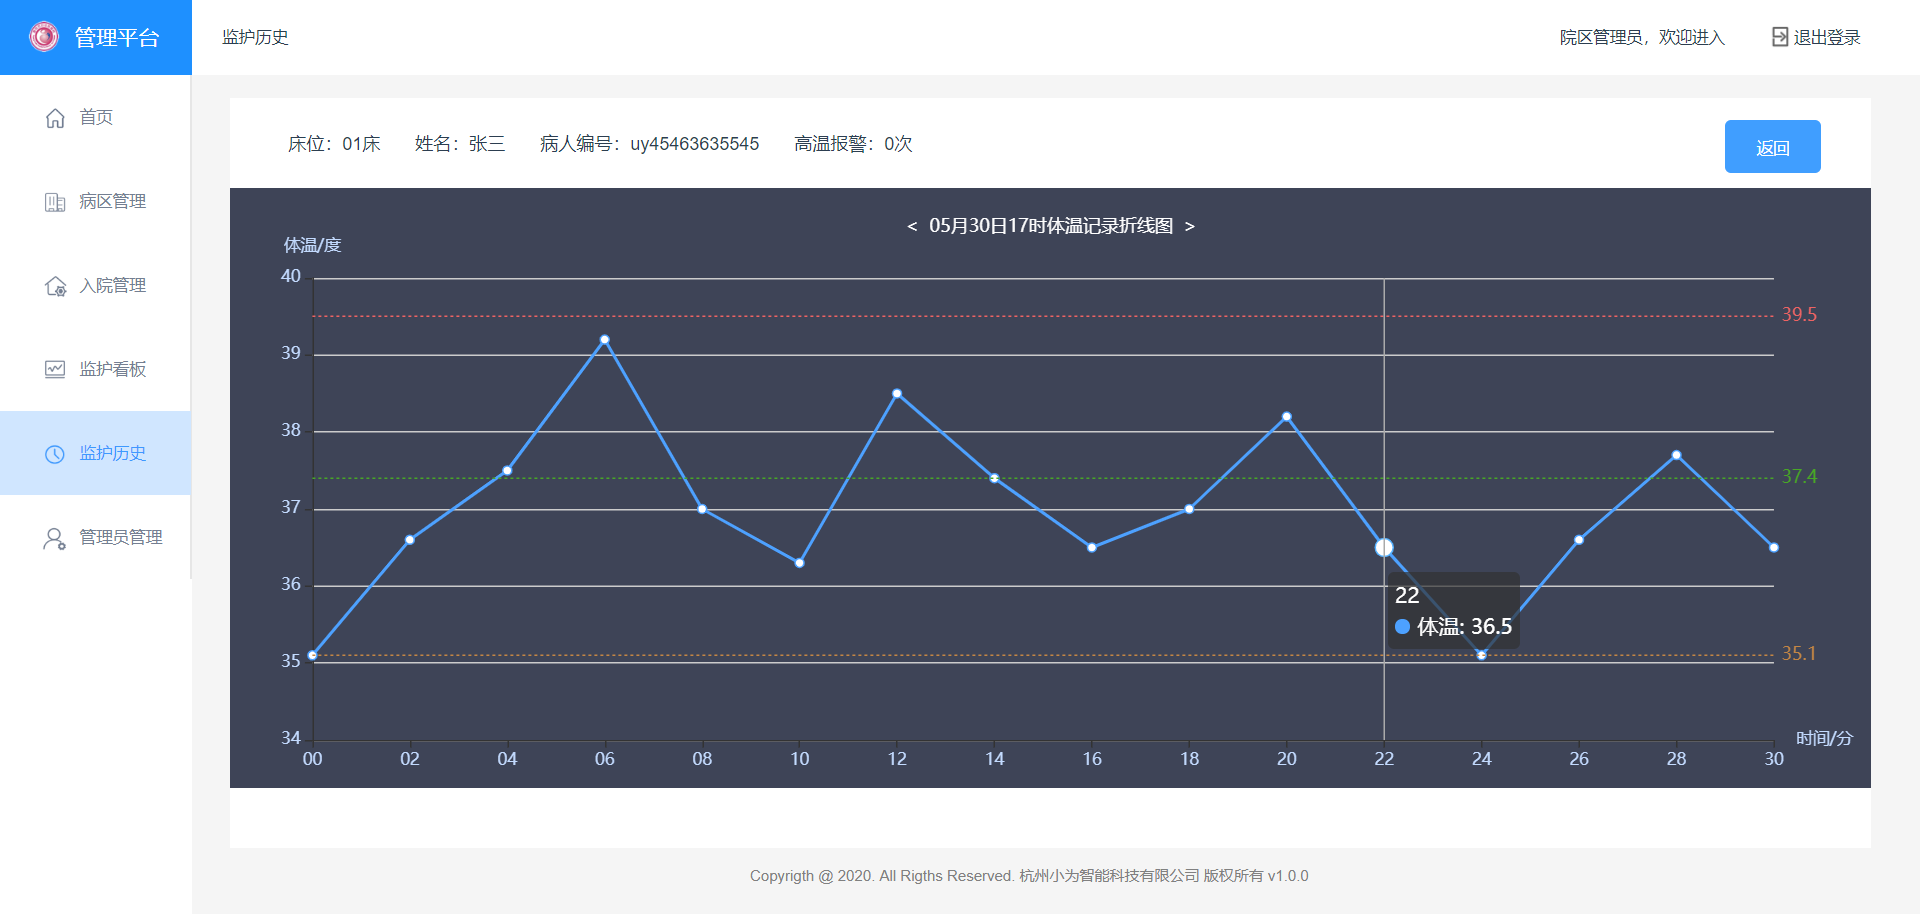 管理平台
监护历史
院区管理员，欢迎进入
退出登录
首页
病区管理
入院管理
监护看板
监护历史
管理员管理
床位：01床 姓名：张三 病人编号：uy45463635545 高温报警：0次
返回
< 05月30日17时体温记录折线图 >
体温/度
40
39.5
39
38
37.4
37
36
22
体温: 36.5
35.1
35
34
时间/分
00 02 04 06 08 10 12 14 16 18 20 22 24 26 28 30
Copyrigth @ 2020. All Rigths Reserved. 杭州小为智能科技有限公司 版权所有 v1.0.0